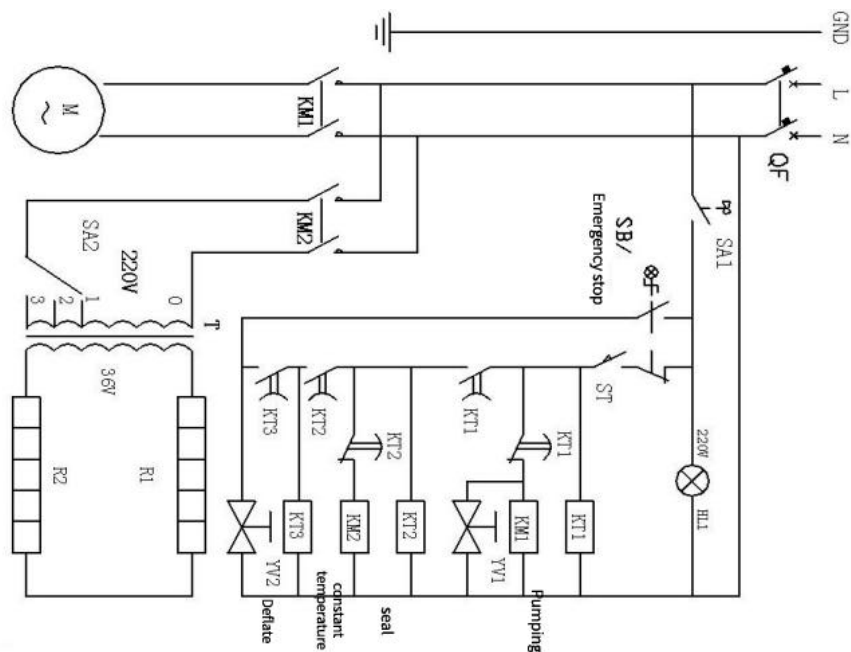 GND
L
N
QF
KM1
M
KM2
SA1
SB/
Emergency stop
SA2
220V
3
2
1
0
T
36V
R2
R1
ST
KT3
KT2
KT1
KT2
KT1
220V
HL1
KT3
KM2
KT2
KM1
KT1
YV2
YV1
Deflate
constant
temperature
seal
Pumping